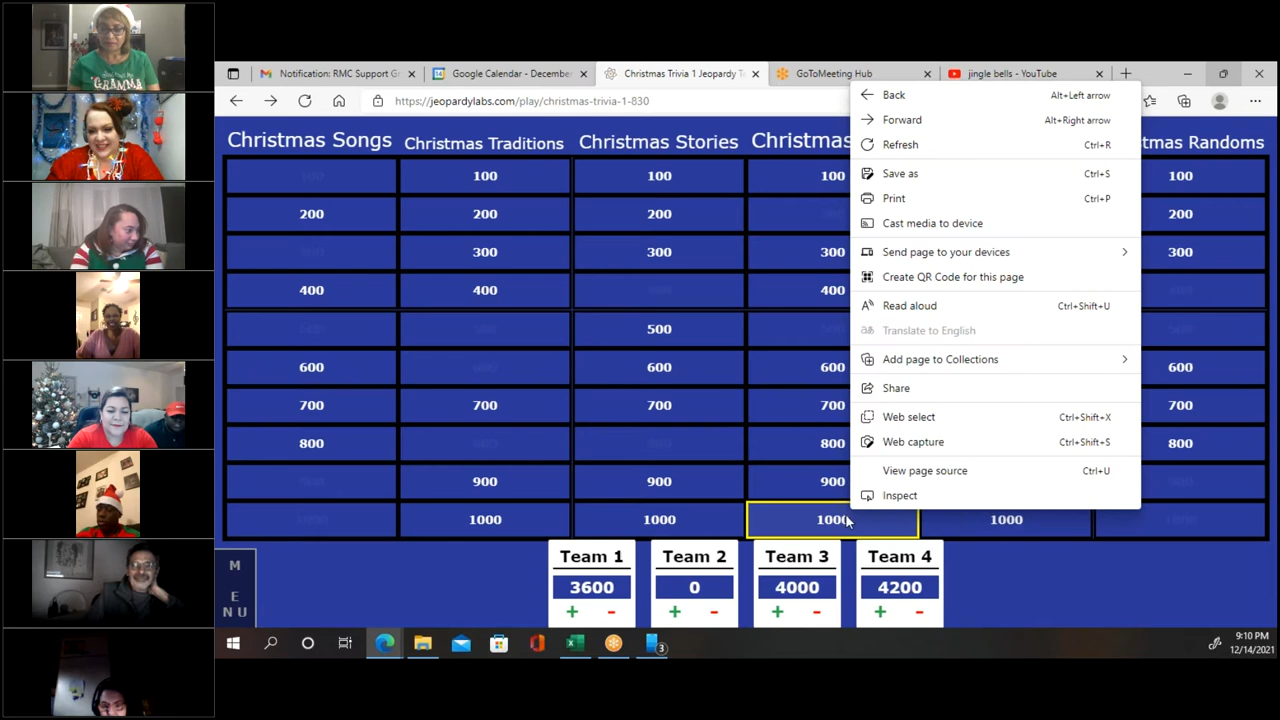 GRAMMA
Notification: RMC Support Gr
Google Calendar - December
Christmas Trivia 1 Jeopardy Te
GoToMeeting Hub
jingle bells - YouTube
https://jeopardylabs.com/play/christmas-trivia-1-830
Back Alt+Left arrow
Forward Alt+Right arrow
Refresh Ctrl+R
Save as Ctrl+S
Print Ctrl+P
Cast media to device
Send page to your devices
Create QR Code for this page
Read aloud Ctrl+Shift+U
Translate to English
Add page to Collections
Share
Web select Ctrl+Shift+X
Web capture Ctrl+Shift+S
View page source Ctrl+U
Inspect
Christmas Songs Christmas Traditions Christmas Stories Christmas tmas Randoms
100 100 100 100
200 200 200 200
300 300 300 300
400 400 400
500
600 600 600 600
700 700 700 700 700
800 800 800
900 900 900
1000 1000 1000 1000
MENU
Team 1 Team 2 Team 3 Team 4
3600 0 4000 4200
+ - + - + - + -
3
9:10 PM
12/14/2021